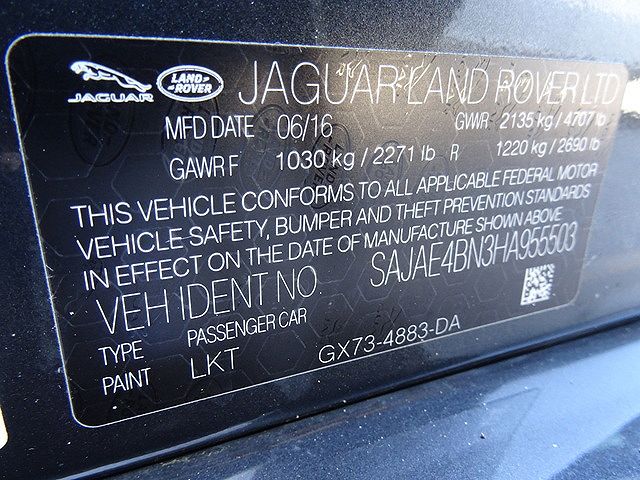 JAGUAR LAND-ROVER JAGUAR LAND ROVER LTD
MFD DATE 06/16 GWR 2135 kg / 4707 lb
GAWR F 1030 kg / 2271 lb R 1220 kg / 2690 lb
THIS VEHICLE CONFORMS TO ALL APPLICABLE FEDERAL MOTOR
VEHICLE SAFETY, BUMPER AND THEFT PREVENTION STANDARDS
IN EFFECT ON THE DATE OF MANUFACTURE SHOWN ABOVE
VEH IDENT NO. SAJAE4BN3HA955503
TYPE PASSENGER CAR
PAINT LKT GX73-4883-DA